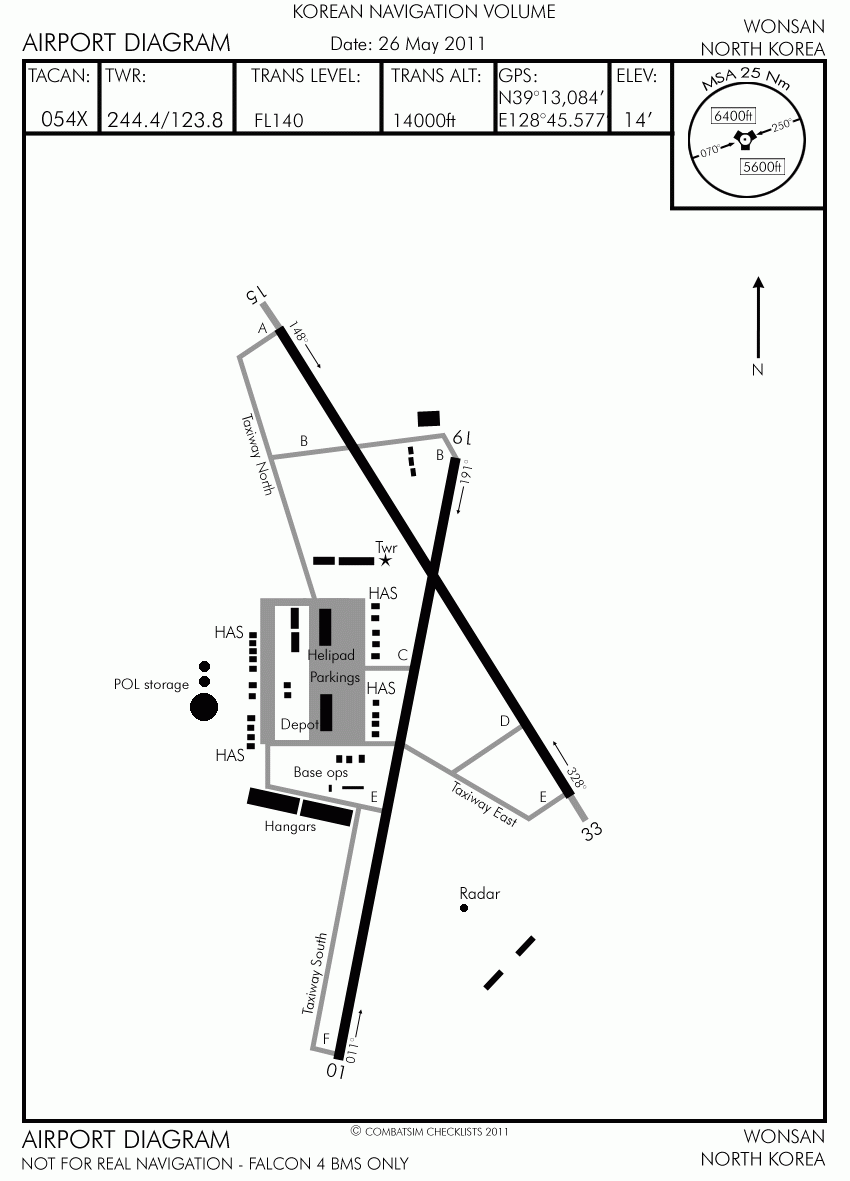 KOREAN NAVIGATION VOLUME
AIRPORT DIAGRAM
Date: 26 May 2011
WONSAN
NORTH KOREA
TACAN:
054X
TWR:
244.4/123.8
TRANS LEVEL:
FL140
TRANS ALT:
14000ft
GPS:
N39°13,084’
E128°45.577’
ELEV:
14’
MSA 25 Nm
6400ft
250°
070°
5600ft
N
15
A
148°
Taxiway North
B
19
B
191°
Twr
HAS
HAS
C
Helipad
Parkings
POL storage
HAS
D
Depot
HAS
Base ops
328°
E
Taxiway East
E
Hangars
33
Radar
Taxiway South
F
011°
01
© COMBATSIM CHECKLISTS 2011
AIRPORT DIAGRAM
NOT FOR REAL NAVIGATION - FALCON 4 BMS ONLY
WONSAN
NORTH KOREA